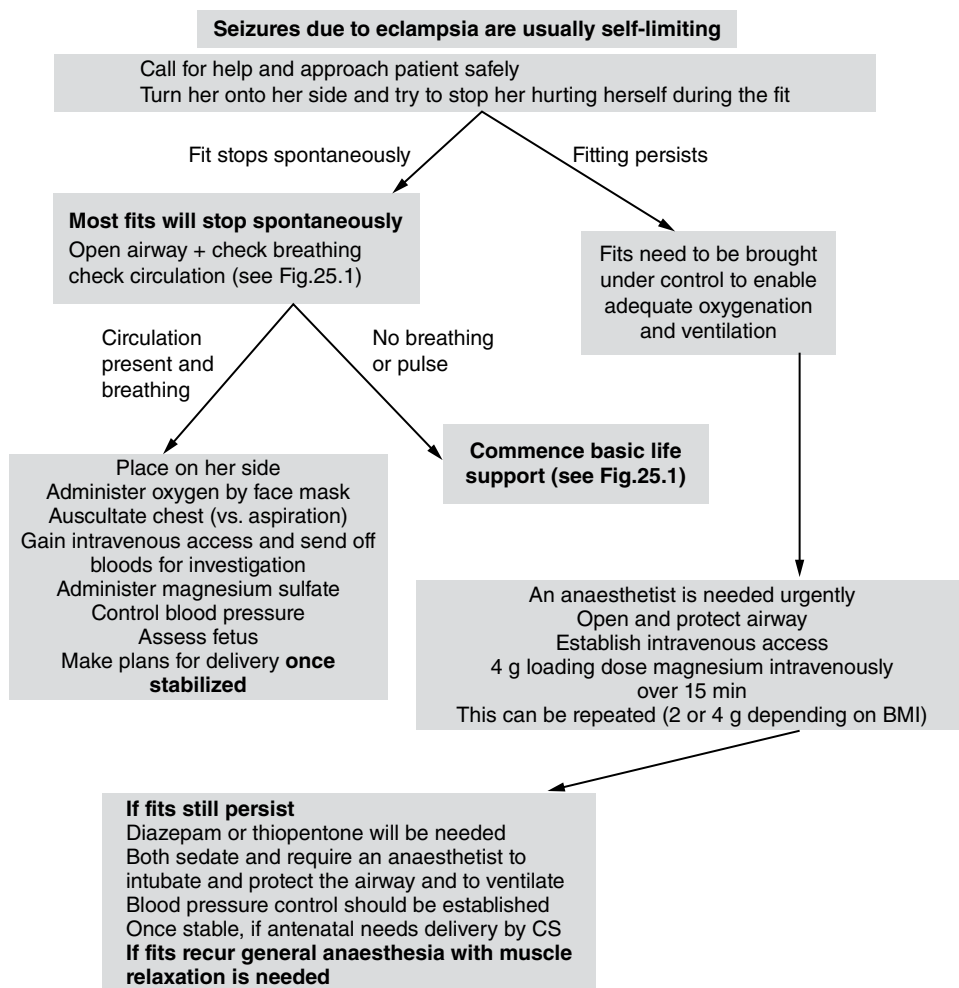 Seizures due to eclampsia are usually self-limiting
Call for help and approach patient safely
Turn her onto her side and try to stop her hurting herself during the fit
Fit stops spontaneously
Fitting persists
Most fits will stop spontaneously
Open airway + check breathing
check circulation (see Fig.25.1)
Fits need to be brought
under control to enable
adequate oxygenation
and ventilation
Circulation
present and
breathing
No breathing
or pulse
Commence basic life
support (see Fig.25.1)
Place on her side
Administer oxygen by face mask
Auscultate chest (vs. aspiration)
Gain intravenous access and send off
bloods for investigation
Administer magnesium sulfate
Control blood pressure
Assess fetus
Make plans for delivery once
stabilized
An anaesthetist is needed urgently
Open and protect airway
Establish intravenous access
4 g loading dose magnesium intravenously
over 15 min
This can be repeated (2 or 4 g depending on BMI)
If fits still persist
Diazepam or thiopentone will be needed
Both sedate and require an anaesthetist to
intubate and protect the airway and to ventilate
Blood pressure control should be established
Once stable, if antenatal needs delivery by CS
If fits recur general anaesthesia with muscle
relaxation is needed